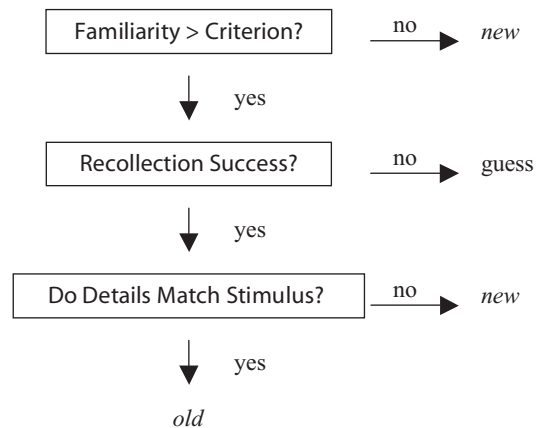 Familiarity > Criterion?
no
new
yes
Recollection Success?
no
guess
yes
Do Details Match Stimulus?
no
new
yes
old